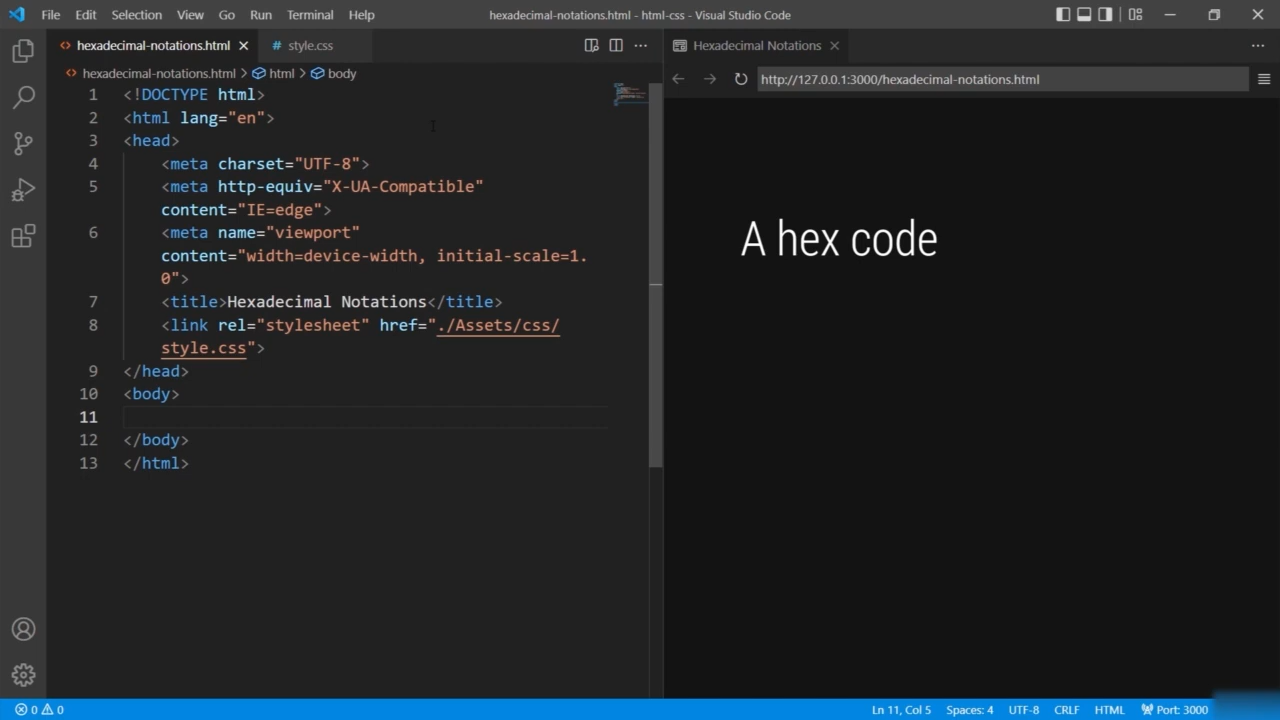 File Edit Selection View Go Run Terminal Help
hexadecimal-notations.html - html-css - Visual Studio Code
hexadecimal-notations.html
# style.css
Hexadecimal Notations
hexadecimal-notations.html > html > body
http://127.0.0.1:3000/hexadecimal-notations.html
1 <!DOCTYPE html>
2 <html lang="en">
3 <head>
4 <meta charset="UTF-8">
5 <meta http-equiv="X-UA-Compatible"
content="IE=edge">
6 <meta name="viewport"
content="width=device-width, initial-scale=1.
0">
7 <title>Hexadecimal Notations</title>
8 <link rel="stylesheet" href="./Assets/css/
style.css">
9 </head>
10 <body>
11
12 </body>
13 </html>
A hex code
0 0
Ln 11, Col 5 Spaces: 4 UTF-8 CRLF HTML Port: 3000